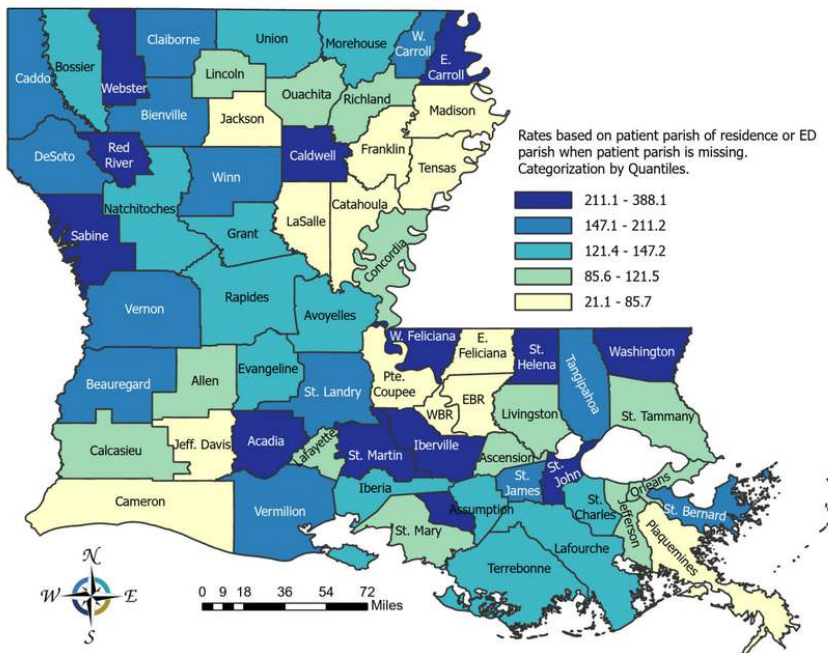 Union
Morehouse
W.
Carroll
E.
Carroll
Claiborne
Bossier
Webster
Caddo
Lincoln
Ouachita
Richland
Madison
Bienville
Jackson
Franklin
Tensas
Red
River
Caldwell
DeSoto
Winn
Natchitoches
LaSalle
Catahoula
Sabine
Grant
Concordia
Vernon
Rapides
Avoyelles
Rates based on patient parish of residence or ED
parish when patient parish is missing.
Categorization by Quantiles.
211.1 - 388.1
147.1 - 211.2
121.4 - 147.2
85.6 - 121.5
21.1 - 85.7
W. Feliciana
E.
Feliciana
St.
Helena
Tangipahoa
Washington
Beauregard
Allen
Evangeline
St. Landry
Pte.
Coupee
WBR
EBR
Livingston
St. Tammany
Calcasieu
Jeff. Davis
Acadia
Lafayette
St. Martin
Iberville
Ascension
St.
John
Orleans
Cameron
Vermilion
Iberia
St. Mary
Assumption
St.
James
St.
Charles
Jefferson
St. Bernard
Plaquemines
Terrebonne
Lafourche
N
W
E
S
0 9 18 36 54 72
Miles